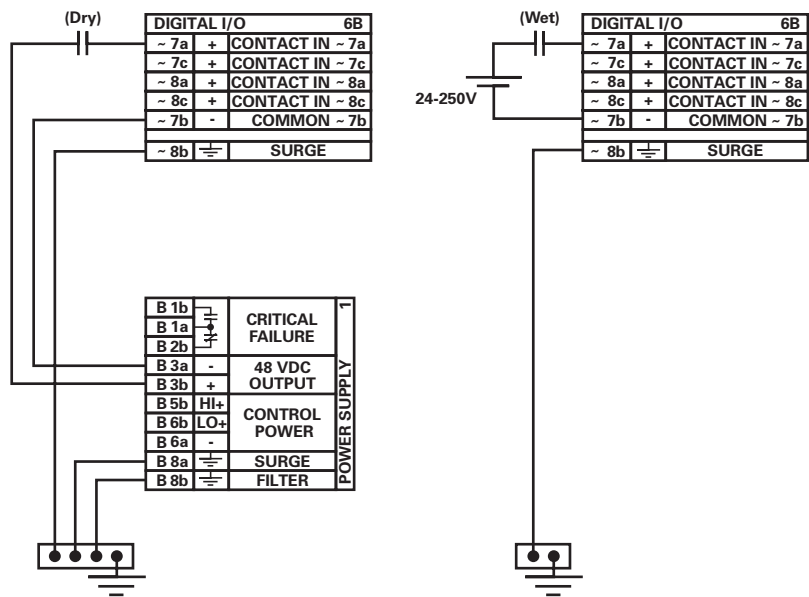 (Dry)
DIGITAL I/O 6B
~ 7a + CONTACT IN ~ 7a
~ 7c + CONTACT IN ~ 7c
~ 8a + CONTACT IN ~ 8a
~ 8c + CONTACT IN ~ 8c
~ 7b - COMMON ~ 7b
~ 8b SURGE
(Wet)
24-250V
DIGITAL I/O 6B
~ 7a + CONTACT IN ~ 7a
~ 7c + CONTACT IN ~ 7c
~ 8a + CONTACT IN ~ 8a
~ 8c + CONTACT IN ~ 8c
~ 7b - COMMON ~ 7b
~ 8b SURGE
B 1b
B 1a
B 2b
CRITICAL
FAILURE
B 3a -
B 3b +
48 VDC
OUTPUT
B 5b HI+
B 6b LO+
B 6a -
CONTROL
POWER
B 8a SURGE
B 8b FILTER
POWER SUPPLY 1